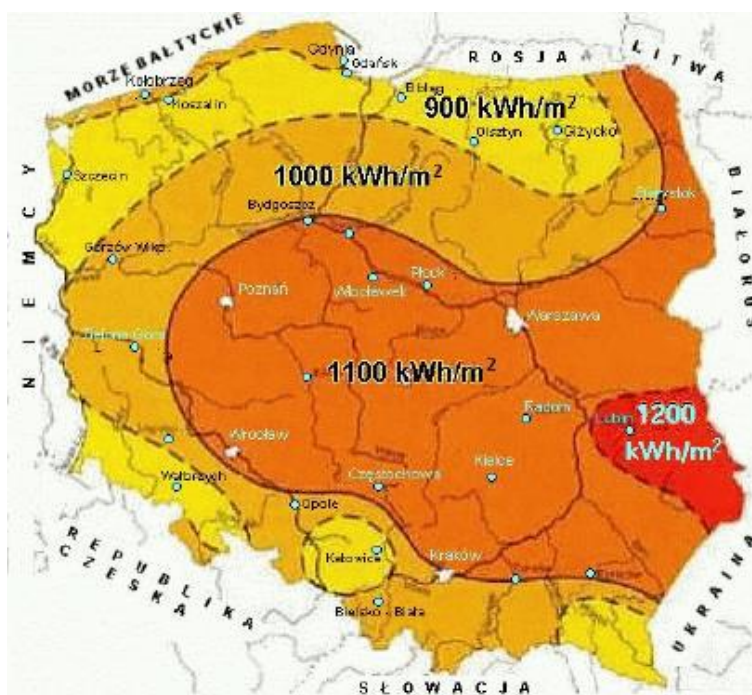 MORZE BAŁTYCKIE
ROSJA
LITWA
BIAŁORUŚ
UKRAINA
SŁOWACJA
REPUBLIKA
CZESKA
NIEMCY
Gdynia
Gdańsk
Kołobrzeg
Koszalin
Elbląg
900 kWh/m²
Olsztyn
Giżycko
Szczecin
1000 kWh/m²
Białystok
Bydgoszcz
Gorzów Wlkp.
Płock
Poznań
Włocławek
Warszawa
Zielona Góra
1100 kWh/m²
Radom
Lublin
1200
kWh/m²
Wrocław
Kielce
Wałbrzych
Częstochowa
Opole
Katowice
Kraków
Bielsko - Biała